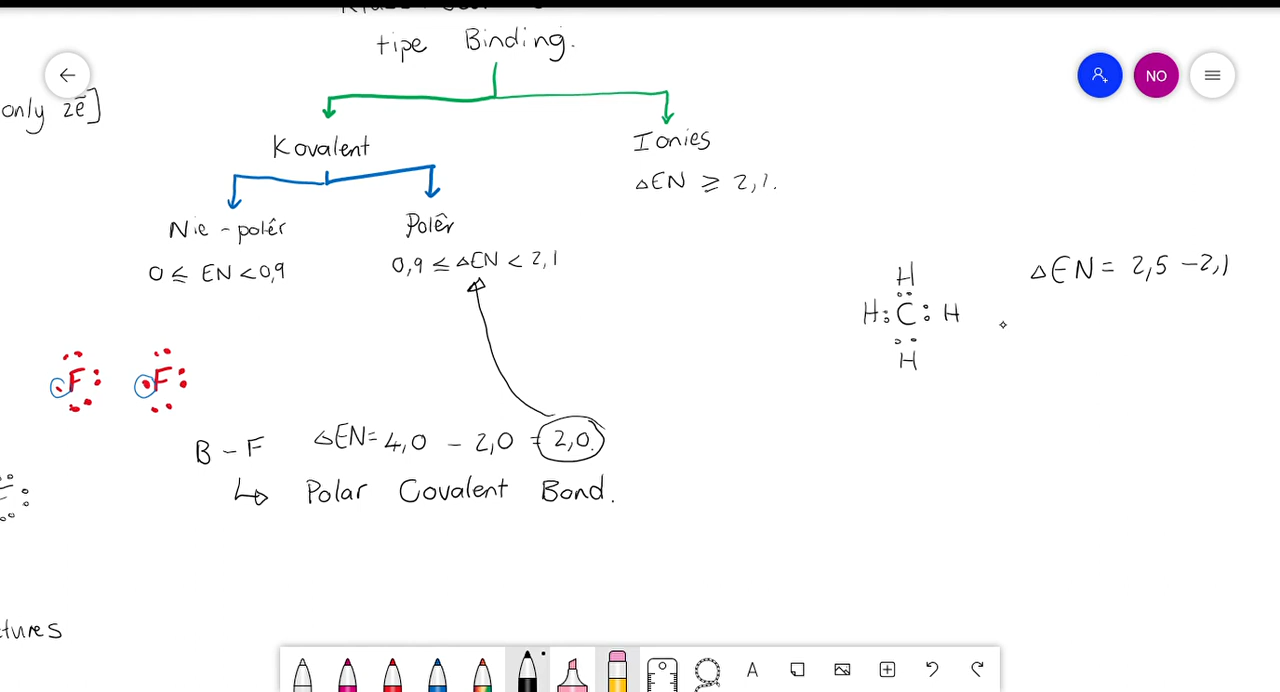 tipe Binding.
NO
only 2ē]
Kovalent
Ionies
ΔEN ≥ 2,1.
Nie-polêr
Polêr
0 ≤ EN < 0,9
0,9 ≤ ΔEN < 2,1
H
H:C:H
H
ΔEN = 2,5 - 2,1
F F
B - F ΔEN = 4,0 - 2,0 = 2,0.
↳ Polar Covalent Bond.
tures
A